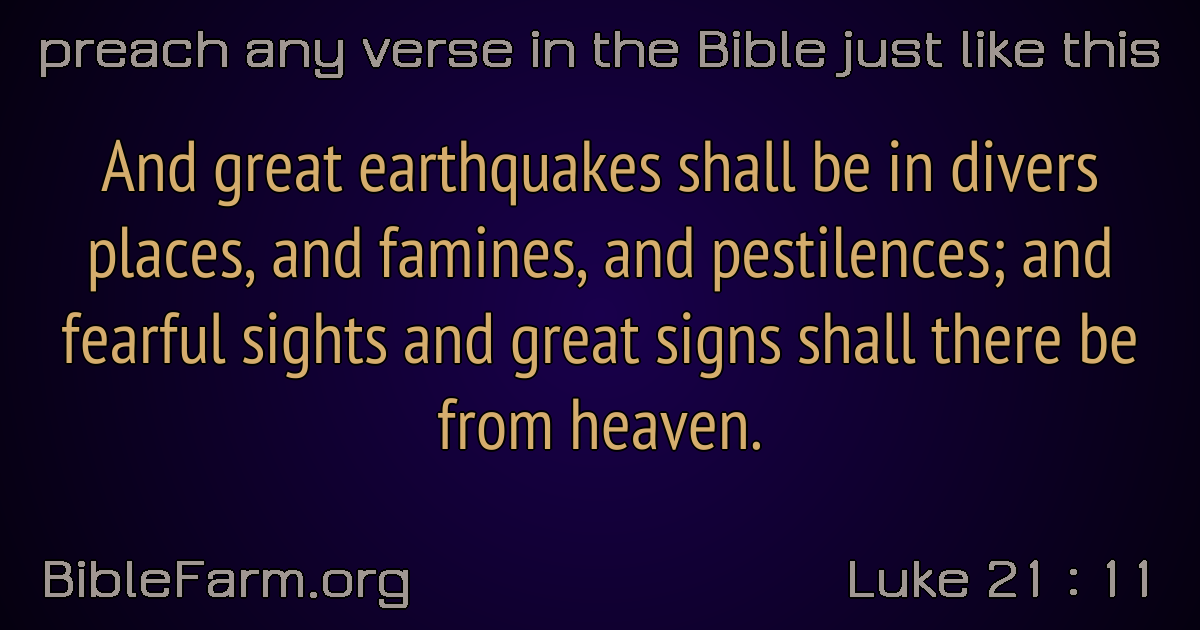 preach any verse in the Bible just like this
And great earthquakes shall be in divers
places, and famines, and pestilences; and
fearful sights and great signs shall there be
from heaven.
BibleFarm.org
Luke 21 : 11